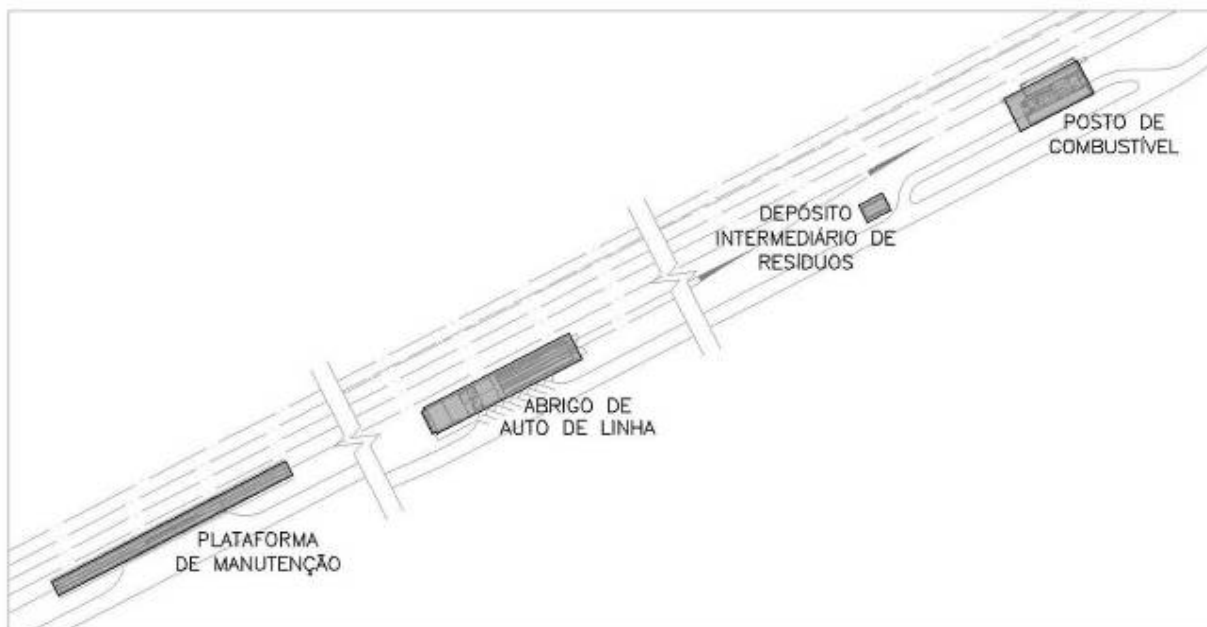 POSTO DE
COMBUSTÍVEL
DEPÓSITO
INTERMEDIÁRIO DE
RESÍDUOS
ABRIGO DE
AUTO DE LINHA
PLATAFORMA
DE MANUTENÇÃO